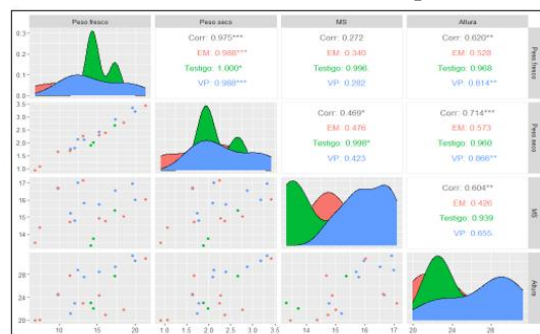 Peso fresco Peso seco MS Altura
Corr: 0.975*** Corr: 0.272 Corr: 0.620**
EM: 0.988*** EM: 0.340 EM: 0.528
Testigo: 1.000* Testigo: 0.996 Testigo: 0.968
VP: 0.988*** VP: 0.282 VP: 0.814**
Peso fresco
0.3
0.2
0.1
0.0
Corr: 0.469* Corr: 0.714***
EM: 0.476 EM: 0.573
Testigo: 0.998* Testigo: 0.960
VP: 0.423 VP: 0.866**
Peso seco
3.5
3.0
2.5
2.0
1.5
1.0
Corr: 0.604**
EM: 0.426
Testigo: 0.939
VP: 0.655
MS
17
16
15
14
Altura
28
24
20
10 15 20 1.0 1.5 2.0 2.5 3.0 3.5 14 15 16 17 20 24 28